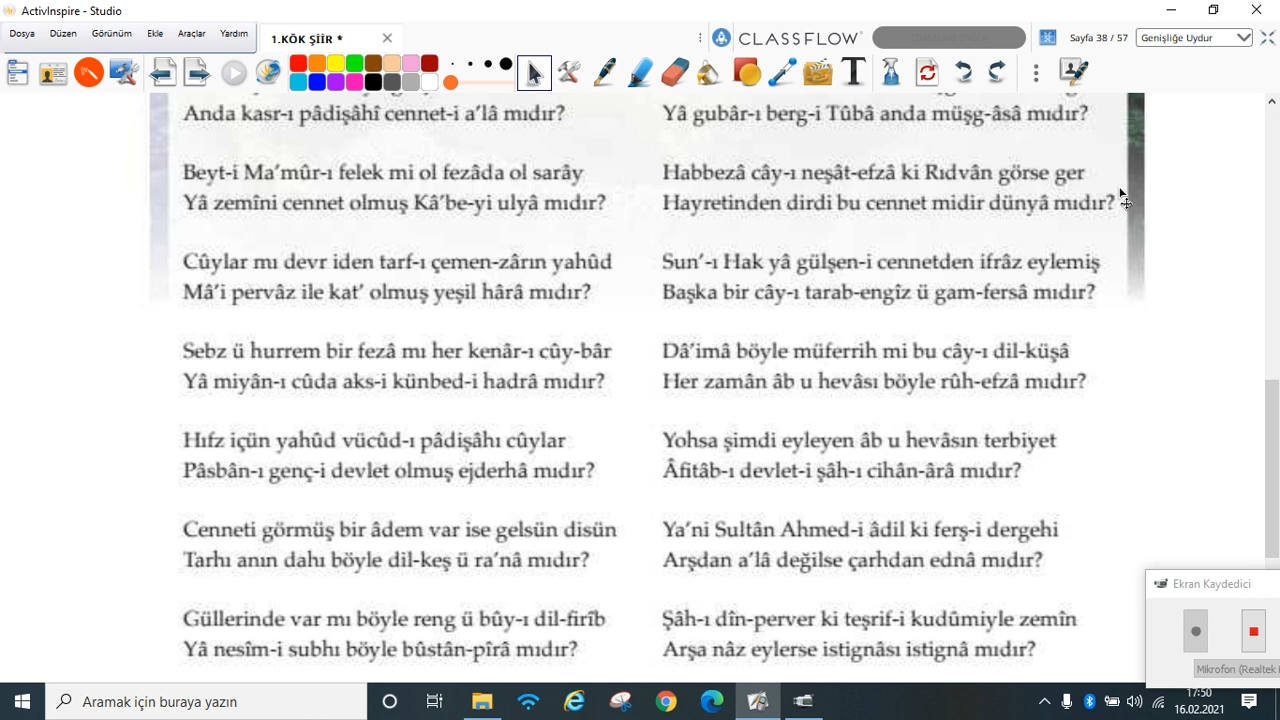 ActivInspire - Studio
Dosya Düzen Görünüm Ekle Araçlar Yardım
1.KÖK ŞİİR *
CLASSFLOW
Sayfa 38 / 57
Genişliğe Uydur
Anda kasr-ı pâdişâhi cennet-i a'lâ mıdır?
Beyt-i Ma'mûr-ı felek mi ol fezâda ol sarây
Yâ zemîni cennet olmuş Kâ'be-yi ulyâ mıdır?
Cûylar mı devr iden tarf-ı çemen-zârın yahûd
Mâ'i pervâz ile kat' olmuş yeşil hârâ mıdır?
Sebz ü hurrem bir fezâ mı her kenâr-ı cûy-bâr
Yâ miyân-ı cûda aks-i künbed-i hadrâ mıdır?
Hıfz içün yahûd vücûd-ı pâdişâhı cûylar
Pâsbân-ı genç-i devlet olmuş ejderhâ mıdır?
Cenneti görmüş bir âdem var ise gelsün disün
Tarhı anın dahı böyle dil-keş ü ra'nâ mıdır?
Güllerinde var mı böyle reng ü bûy-ı dil-firîb
Yâ nesîm-i subhı böyle bûstân-pîrâ mıdır?
Yâ gubâr-ı berg-i Tûbâ anda müşg-âsâ mıdır?
Habbezâ cây-ı neşât-efzâ ki Rıdvân görse ger
Hayretinden dirdi bu cennet midir dünyâ mıdır?
Sun'-ı Hak yâ gülşen-i cennetden ifrâz eylemiş
Başka bir cây-ı tarab-engîz ü gam-fersâ mıdır?
Dâ'imâ böyle müferrih mi bu cây-ı dil-küşâ
Her zamân âb u hevâsı böyle rûh-efzâ mıdır?
Yohsa şimdi eyleyen âb u hevâsın terbiyet
Âfitâb-ı devlet-i şâh-ı cihân-ârâ mıdır?
Ya'ni Sultân Ahmed-i âdil ki ferş-i dergehi
Arşdan a'lâ değilse çarhdan ednâ mıdır?
Şâh-ı dîn-perver ki teşrif-i kudûmiyle zemîn
Arşa nâz eylerse istignâsı istignâ mıdır?
Ekran Kaydedici
Mikrofon (Realtek
Aramak için buraya yazın
17:50
16.02.2021